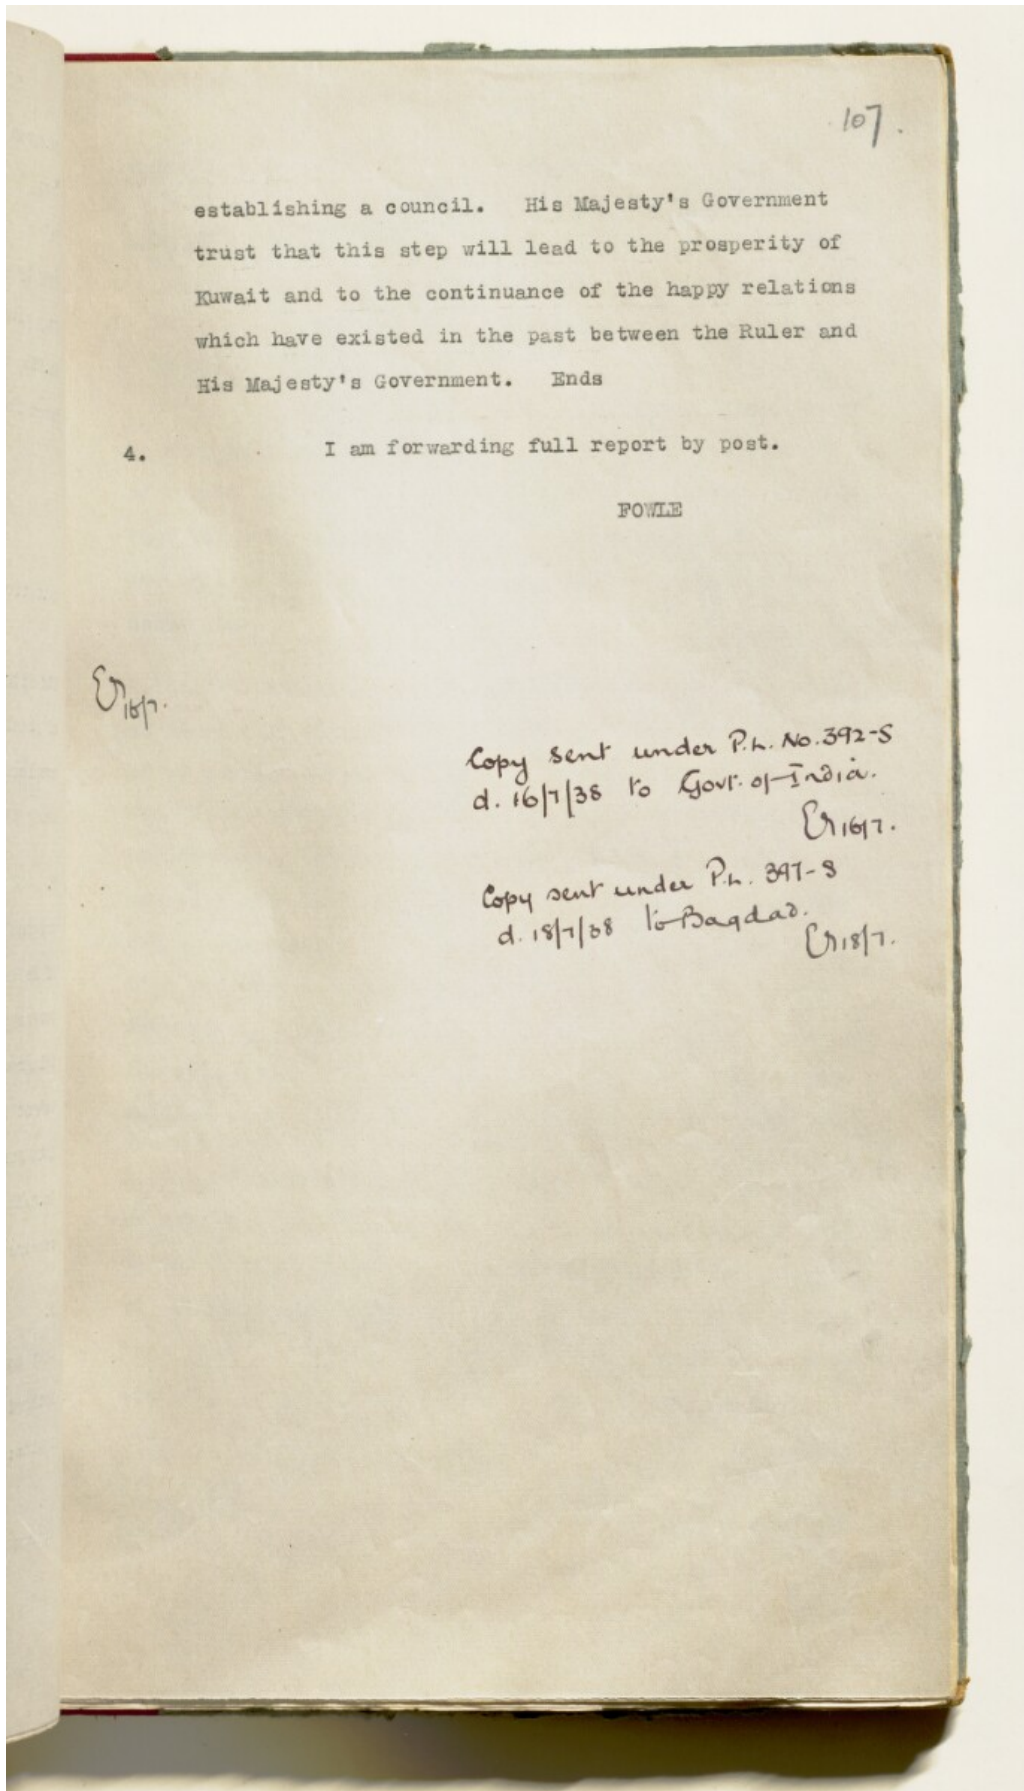 107.
establishing a council. His Majesty's Government
trust that this step will lead to the prosperity of
Kuwait and to the continuance of the happy relations
which have existed in the past between the Ruler and
His Majesty's Government. Ends
4. I am forwarding full report by post.
FOWLE
16/7.
Copy sent under P.L. No. 392-S
d. 16/7/38 to Govt. of India.
16/7.
Copy sent under P.L. 397-S
d. 18/7/38 to Bagdad.
18/7.